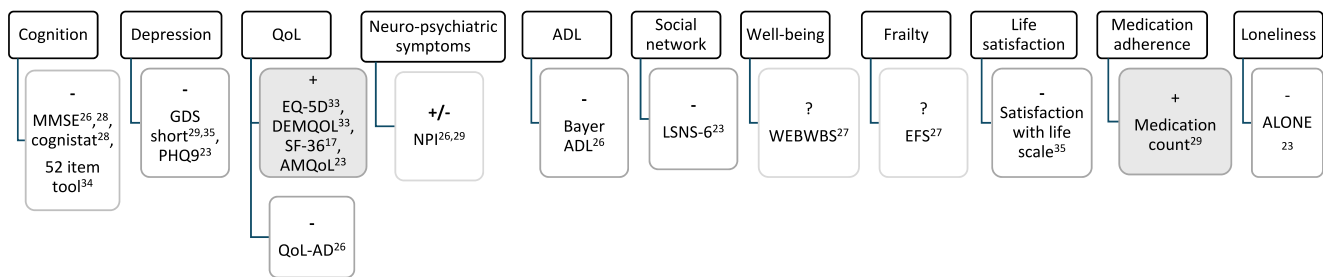 Cognition
-
MMSE²⁶,²⁸,
cognistat²⁸,
52 item
tool³⁴
Depression
-
GDS
short²⁹,³⁵,
PHQ9²³
QoL
+
EQ-5D³³,
DEMQOL³³,
SF-36¹⁷,
AMQoL²³
-
QoL-AD²⁶
Neuro-psychiatric
symptoms
+/-
NPI²⁶,²⁹
ADL
-
Bayer
ADL²⁶
Social
network
-
LSNS-6²³
Well-being
?
WEBWBS²⁷
Frailty
?
EFS²⁷
Life
satisfaction
-
Satisfaction
with life
scale³⁵
Medication
adherence
+
Medication
count²⁹
Loneliness
-
ALONE
²³